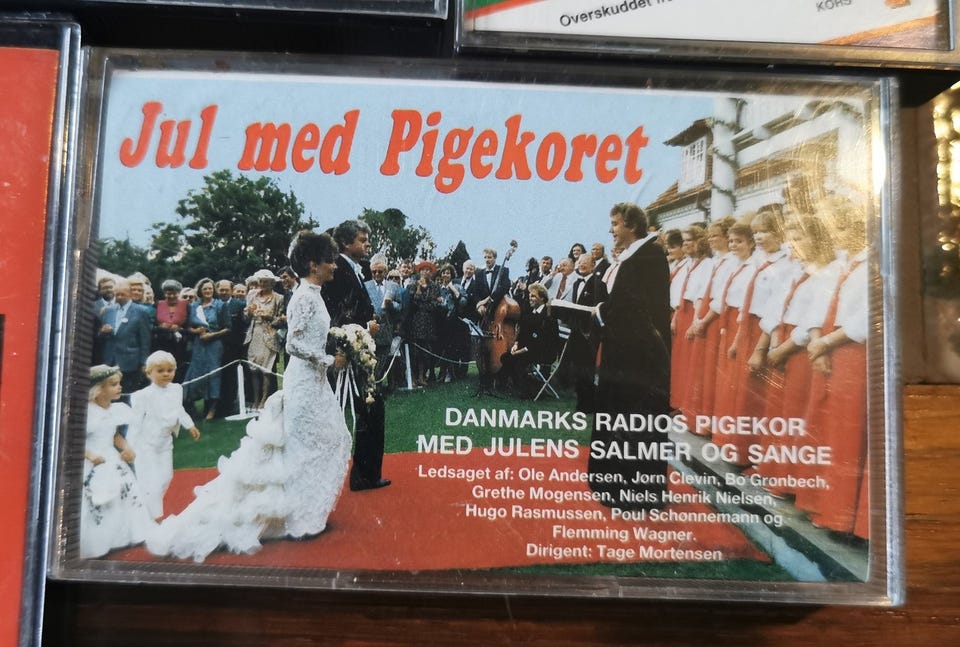 Overskuddet
KORS
Jul med Pigekoret
DANMARKS RADIOS PIGEKOR
MED JULENS SALMER OG SANGE
Ledsaget af: Ole Andersen, Jørn Clevin, Bo Grønbech,
Grethe Mogensen, Niels Henrik Nielsen,
Hugo Rasmussen, Poul Schønnemann og
Flemming Wagner.
Dirigent: Tage Mortensen